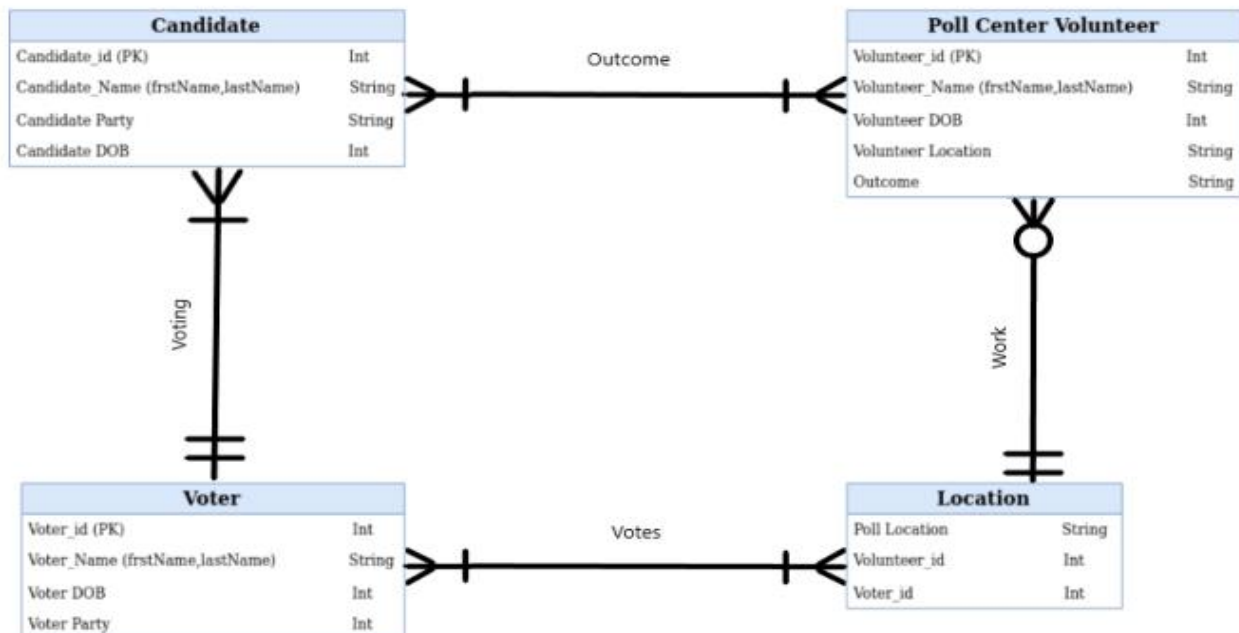 Candidate
Candidate_id (PK) Int
Candidate_Name (frstName,lastName) String
Candidate Party String
Candidate DOB Int
Outcome
Poll Center Volunteer
Volunteer_id (PK) Int
Volunteer_Name (frstName,lastName) String
Volunteer DOB Int
Volunteer Location String
Outcome String
Voting
Work
Voter
Voter_id (PK) Int
Voter_Name (frstName,lastName) String
Voter DOB Int
Voter Party Int
Votes
Location
Poll Location String
Volunteer_id Int
Voter_id Int